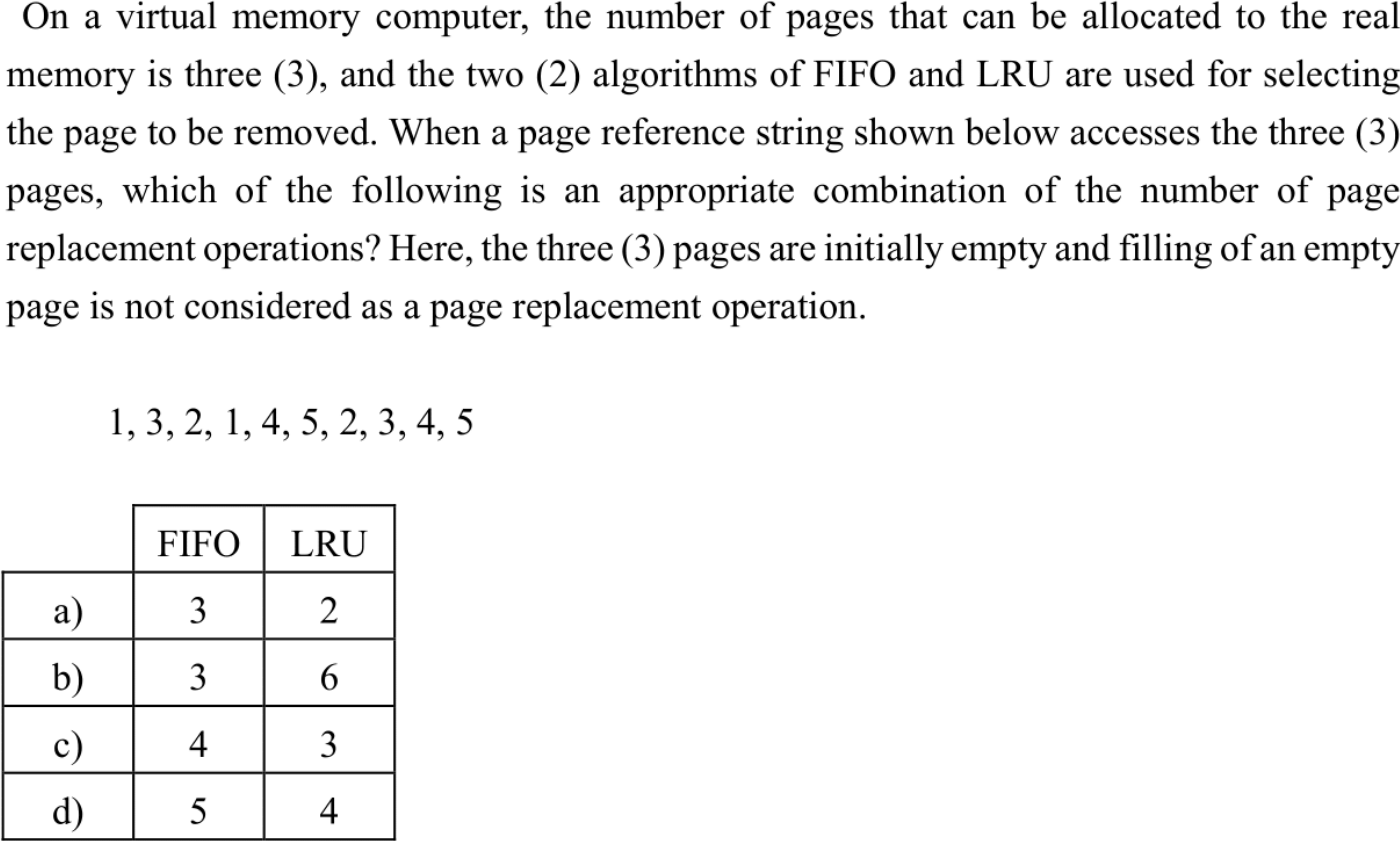 On a virtual memory computer, the number of pages that can be allocated to the real
memory is three (3), and the two (2) algorithms of FIFO and LRU are used for selecting
the page to be removed. When a page reference string shown below accesses the three (3)
pages, which of the following is an appropriate combination of the number of page
replacement operations? Here, the three (3) pages are initially empty and filling of an empty
page is not considered as a page replacement operation.
1, 3, 2, 1, 4, 5, 2, 3, 4, 5
FIFO LRU
a) 3 2
b) 3 6
c) 4 3
d) 5 4